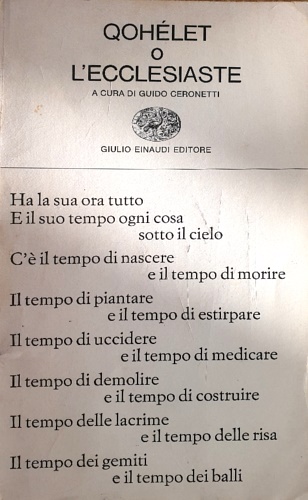 QOHÉLET
O
L'ECCLESIASTE
A CURA DI GUIDO CERONETTI
GIULIO EINAUDI EDITORE
Ha la sua ora tutto
E il suo tempo ogni cosa
sotto il cielo
C'è il tempo di nascere
e il tempo di morire
Il tempo di piantare
e il tempo di estirpare
Il tempo di uccidere
e il tempo di medicare
Il tempo di demolire
e il tempo di costruire
Il tempo delle lacrime
e il tempo delle risa
Il tempo dei gemiti
e il tempo dei balli